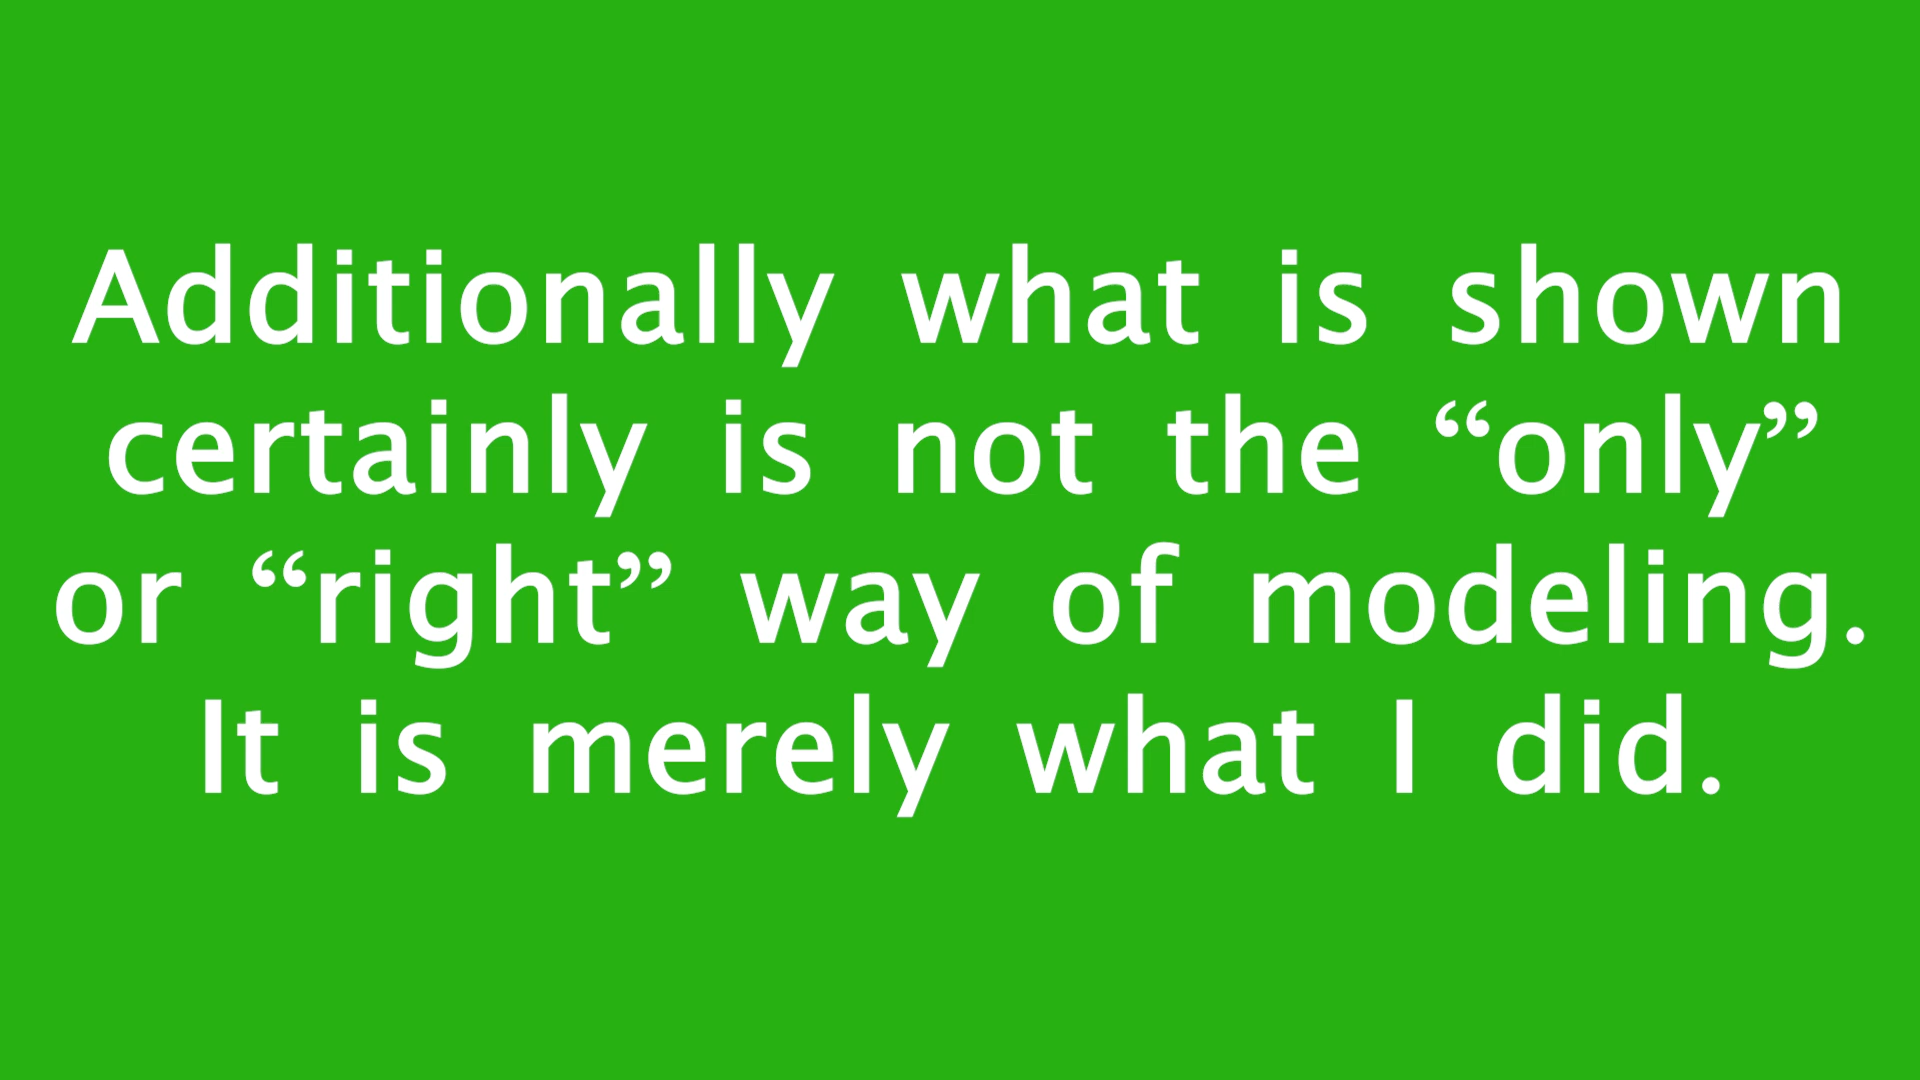 Additionally what is shown
certainly is not the “only”
or “right” way of modeling.
It is merely what I did.